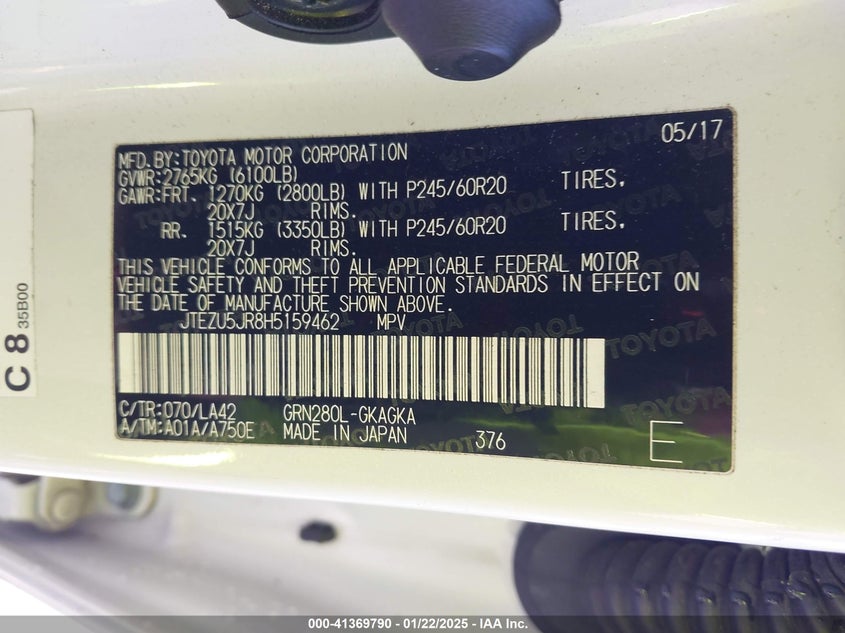 05/17
MFD.BY:TOYOTA MOTOR CORPORATION
GVWR:2765KG (6100LB)
GAWR:FRT. 1270KG (2800LB) WITH P245/60R20 TIRES,
20X7J RIMS.
RR. 1515KG (3350LB) WITH P245/60R20 TIRES,
20X7J RIMS.
THIS VEHICLE CONFORMS TO ALL APPLICABLE FEDERAL MOTOR
VEHICLE SAFETY AND THEFT PREVENTION STANDARDS IN EFFECT ON
THE DATE OF MANUFACTURE SHOWN ABOVE.
JTEZU5JR8H5159462 MPV
C/TR:070/LA42 GRN280L-GKAGKA
A/TM:A01A/A750E MADE IN JAPAN 376 E
C 8 35B00
TOYOTA
000-41369790 - 01/22/2025 - IAA Inc.